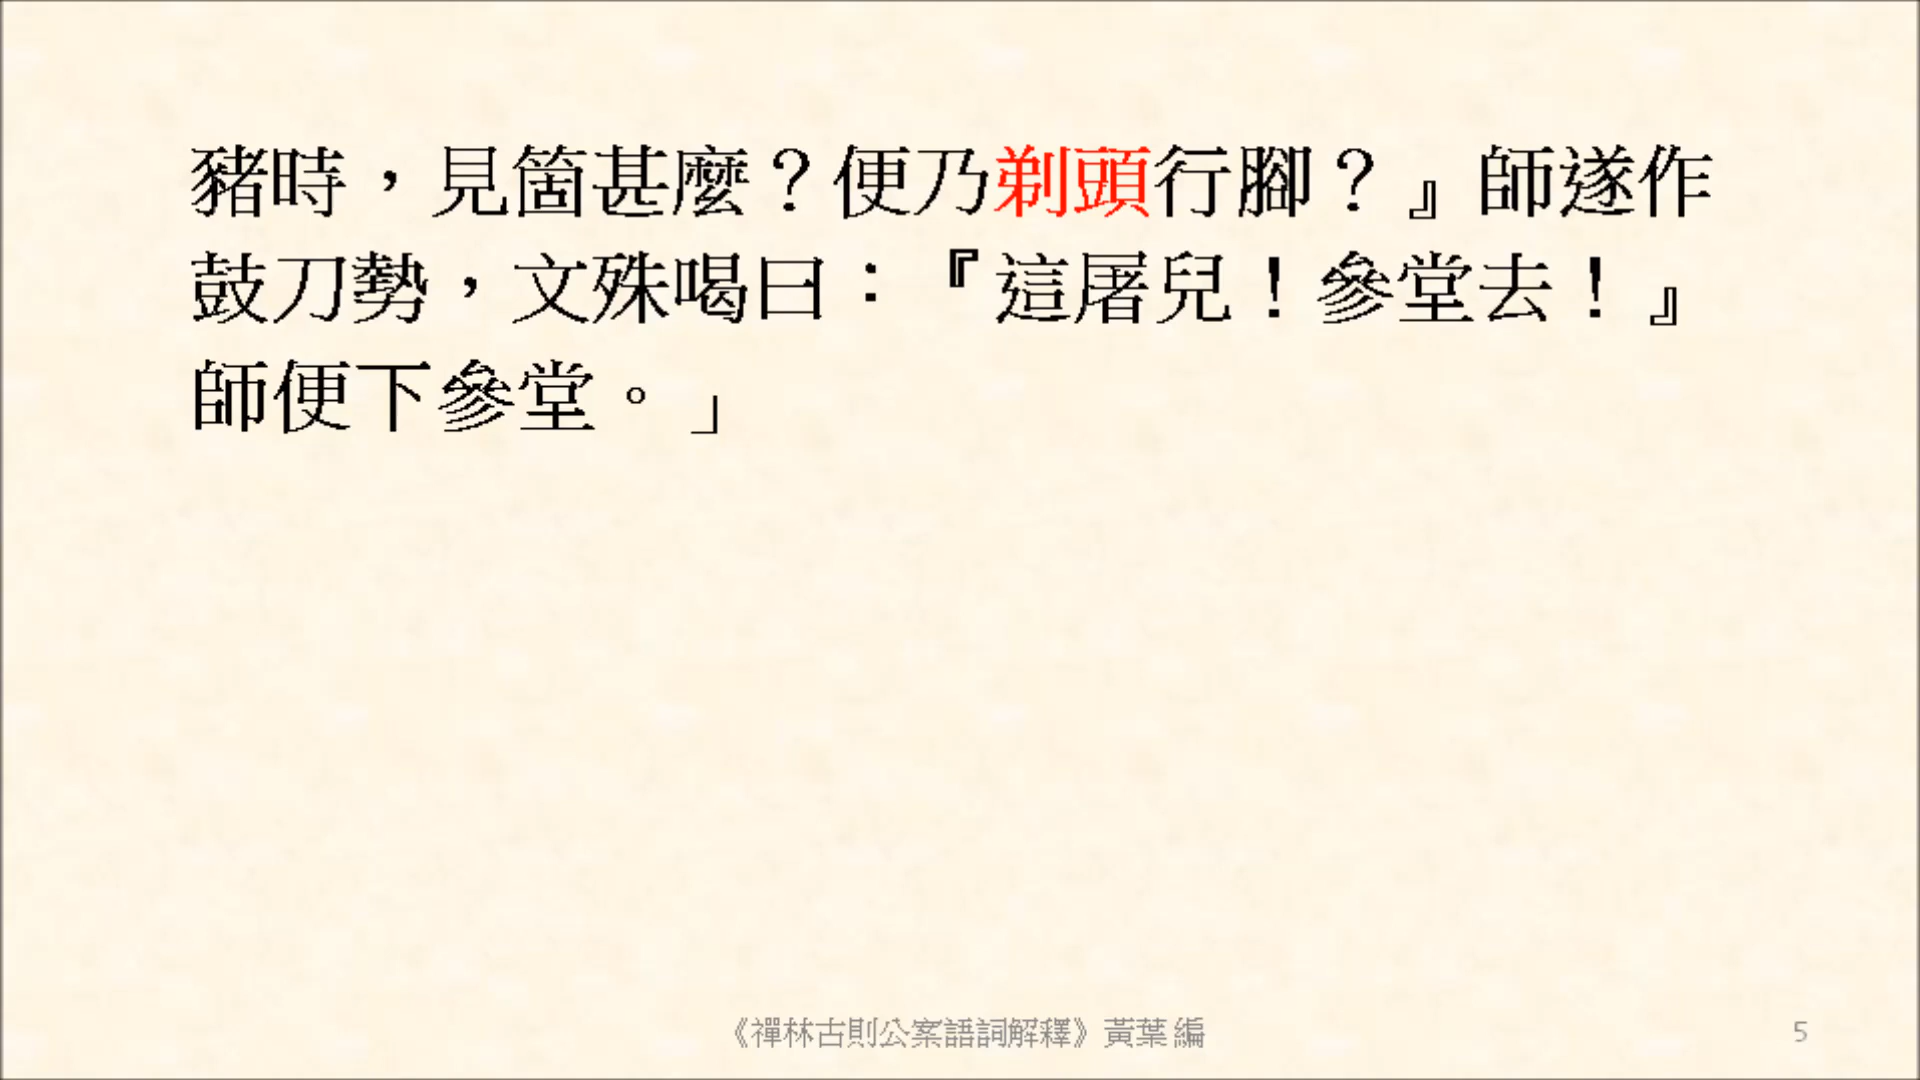 豬時，見箇甚麼？便乃剃頭行腳？』師遂作
鼓刀勢，文殊喝曰：『這屠兒！參堂去！』
師便下參堂。」
《禪林古則公案語詞解釋》黃葉 編
5